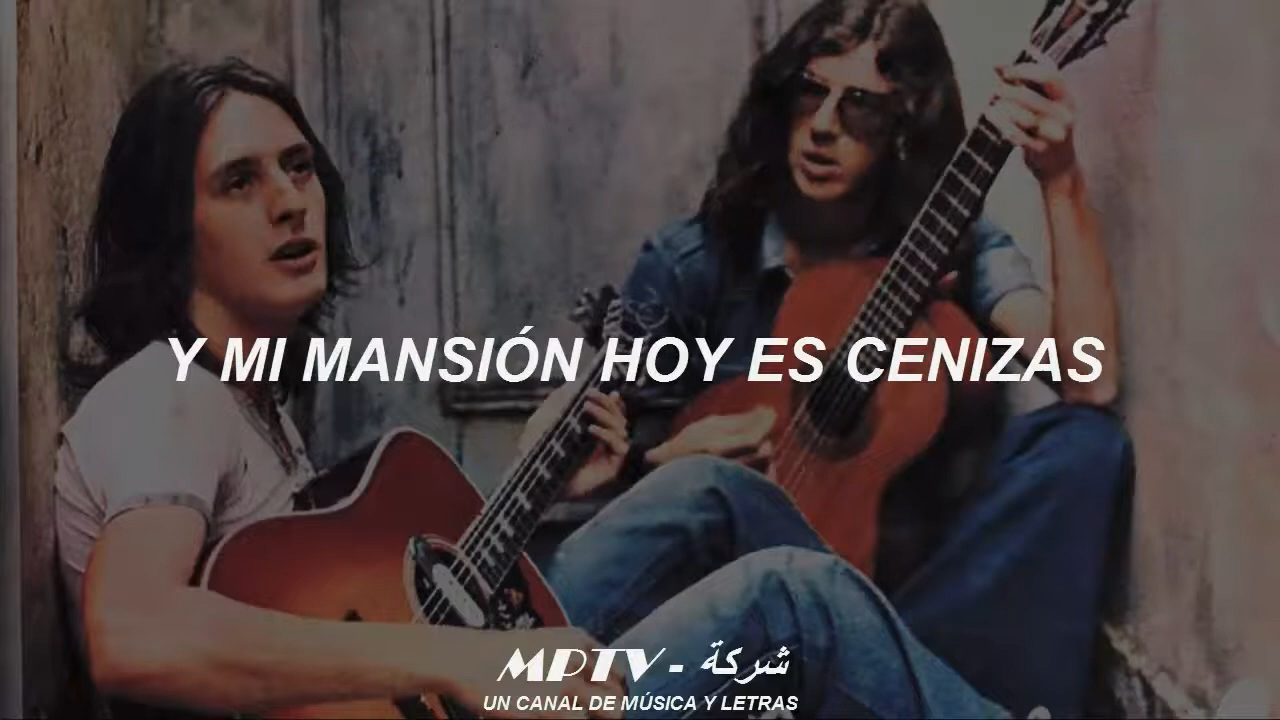 Y MI MANSIÓN HOY ES CENIZAS
MPTV - شركة
UN CANAL DE MÚSICA Y LETRAS